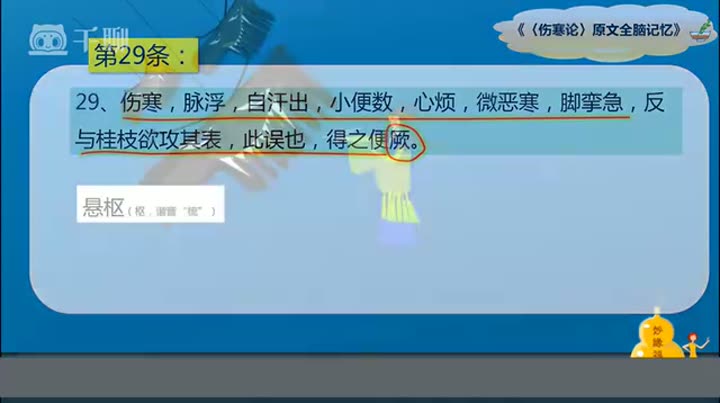 千聊
《〈伤寒论〉原文全脑记忆》
第29条：
29、伤寒，脉浮，自汗出，小便数，心烦，微恶寒，脚挛急，反
与桂枝欲攻其表，此误也，得之便厥。
悬枢（枢，谐音“梳”）
妙
缘